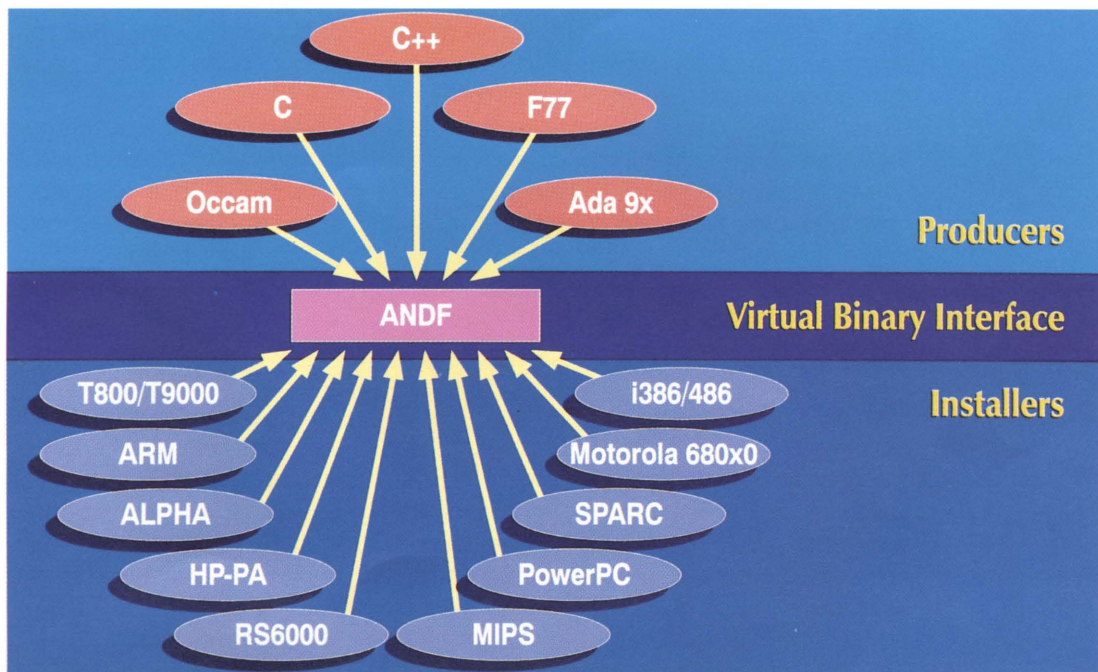 C++
C
F77
Occam
Ada 9x
Producers
ANDF
Virtual Binary Interface
T800/T9000
i386/486
Installers
ARM
Motorola 680x0
ALPHA
SPARC
HP-PA
PowerPC
RS6000
MIPS